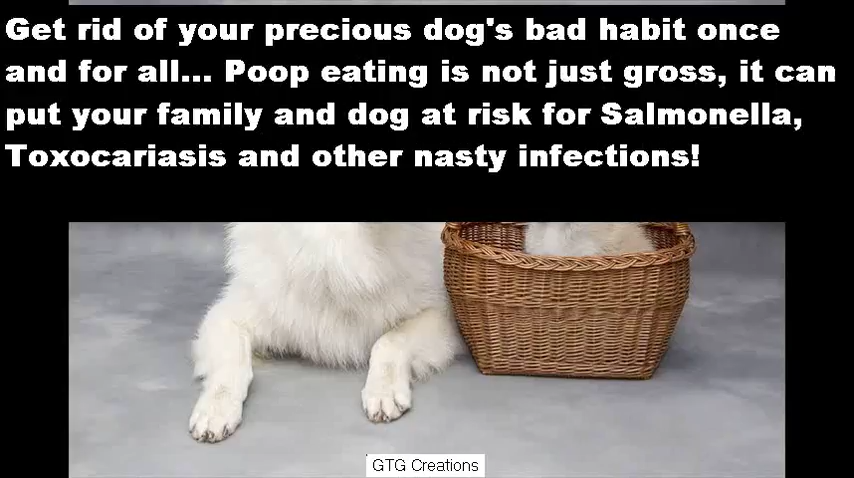 Get rid of your precious dog's bad habit once
and for all... Poop eating is not just gross, it can
put your family and dog at risk for Salmonella,
Toxocariasis and other nasty infections!
GTG Creations